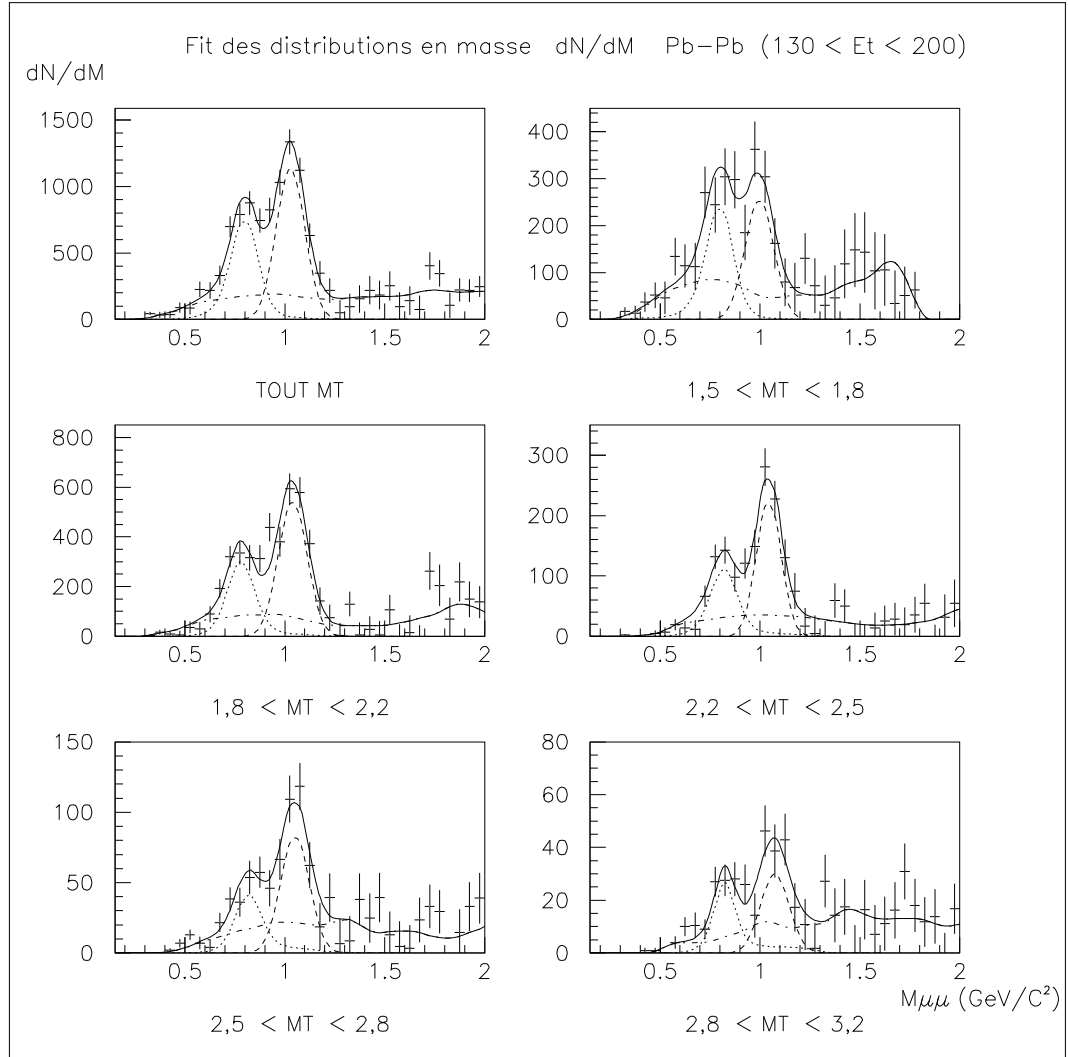 Fit des distributions en masse dN/dM Pb-Pb (130 < Et < 200)
dN/dM
1500
1000
500
0
0.5 1 1.5 2
TOUT MT
400
300
200
100
0
0.5 1 1.5 2
1,5 < MT < 1,8
800
600
400
200
0
0.5 1 1.5 2
1,8 < MT < 2,2
300
200
100
0
0.5 1 1.5 2
2,2 < MT < 2,5
150
100
50
0
0.5 1 1.5 2
2,5 < MT < 2,8
80
60
40
20
0
0.5 1 1.5 2
Mμμ (GeV/C²)
2,8 < MT < 3,2